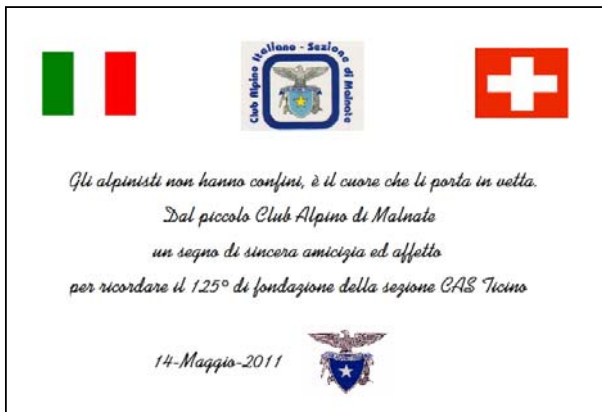 Club Alpino Italiano - Sezione di Malnate
Gli alpinisti non hanno confini, è il cuore che li porta in vetta.
Dal piccolo Club Alpino di Malnate
un segno di sincera amicizia ed affetto
per ricordare il 125° di fondazione della sezione CAS Ticino
14-Maggio-2011